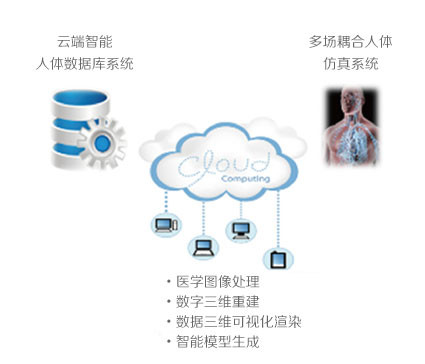 云端智能
人体数据库系统
多场耦合人体
仿真系统
Cloud
Computing
·医学图像处理
·数字三维重建
·数据三维可视化渲染
·智能模型生成